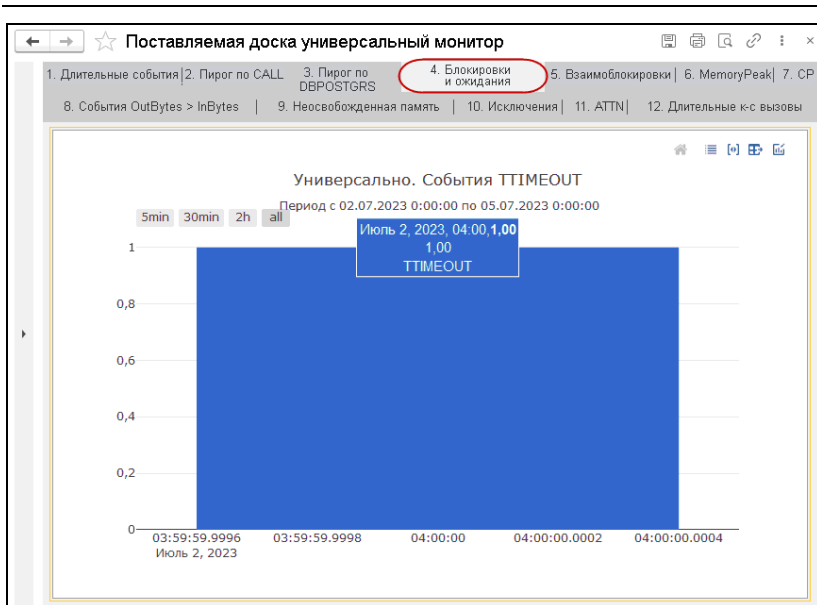 Поставляемая доска универсальный монитор
1. Длительные события | 2. Пирог по CALL 3. Пирог по DBPOSTGRS 4. Блокировки и ожидания 5. Взаимоблокировки | 6. MemoryPeak | 7. CP
8. События OutBytes > InBytes | 9. Неосвобожденная память | 10. Исключения | 11. ATTN | 12. Длительные к-с вызовы
Универсально. События TTIMEOUT
Период с 02.07.2023 0:00:00 по 05.07.2023 0:00:00
5min 30min 2h all
Июль 2, 2023, 04:00,1,00
1,00
TTIMEOUT
1
0,8
0,6
0,4
0,2
0
03:59:59.9996 03:59:59.9998 04:00:00 04:00:00.0002 04:00:00.0004
Июль 2, 2023